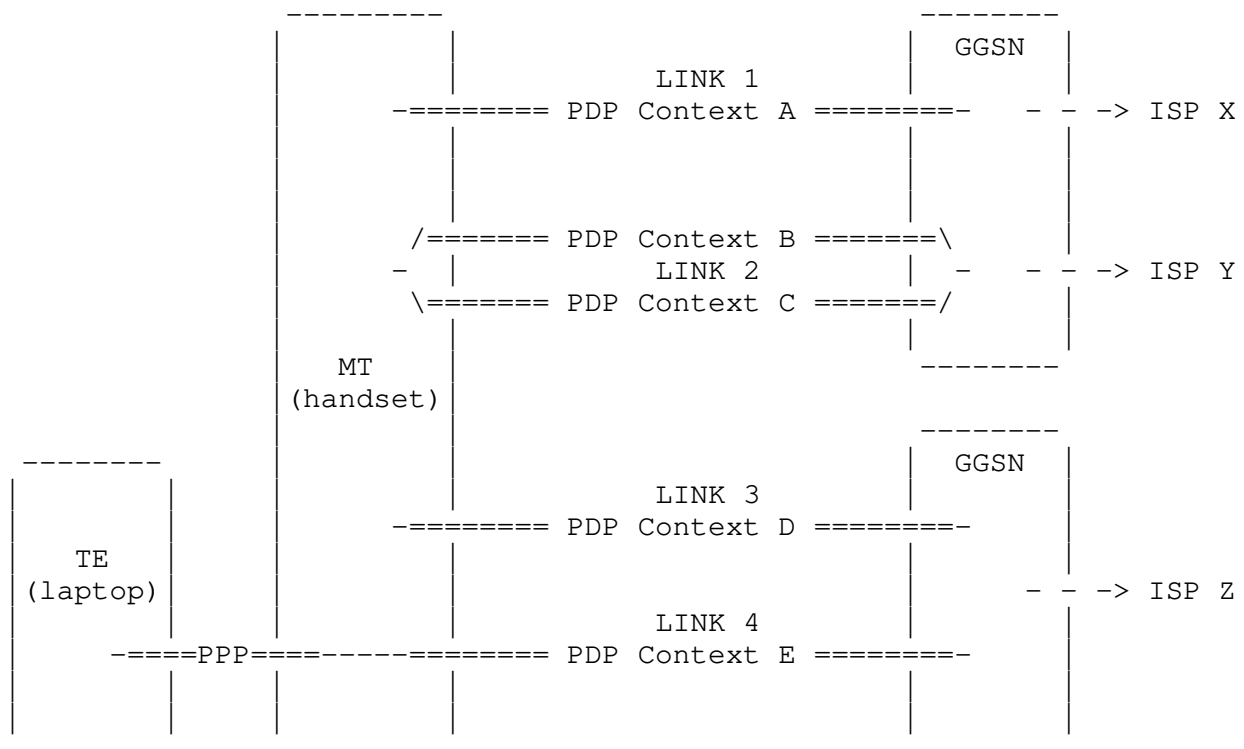 GGSN
LINK 1
PDP Context A ISP X
PDP Context B
LINK 2 ISP Y
PDP Context C
MT
(handset)
GGSN
LINK 3
PDP Context D
TE
(laptop) ISP Z
LINK 4
PPP PDP Context E